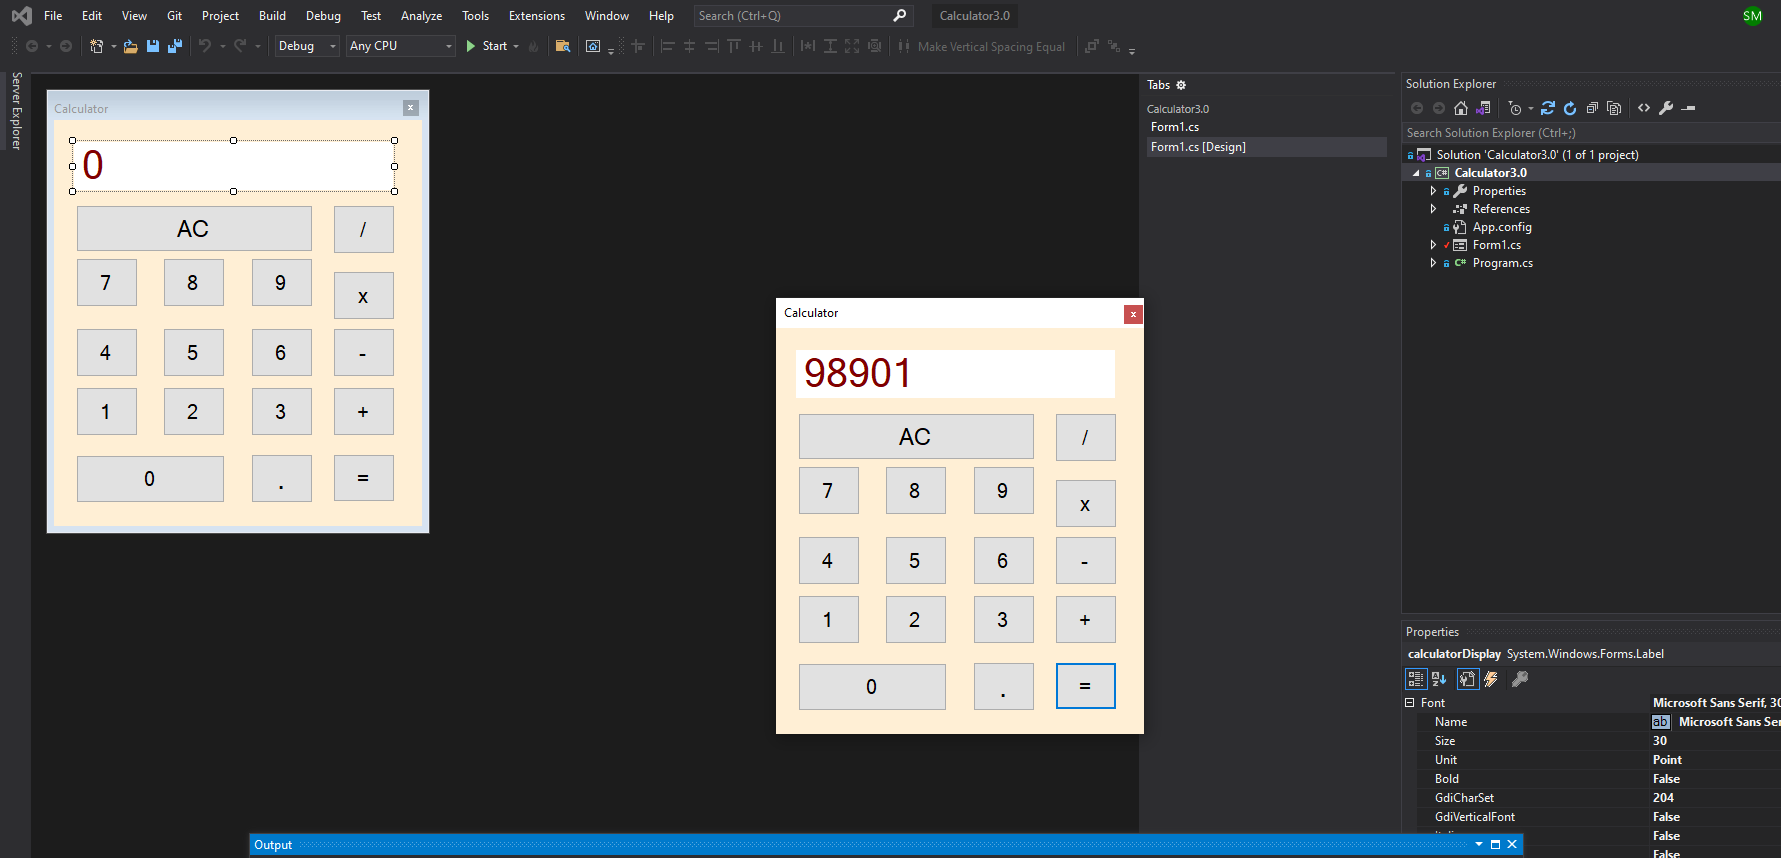 File Edit View Git Project Build Debug Test Analyze Tools Extensions Window Help Search (Ctrl+Q) Calculator3.0 SM
Debug Any CPU Start Make Vertical Spacing Equal
Server Explorer
Calculator
0
AC /
7 8 9 x
4 5 6 -
1 2 3 +
0 . =
Calculator
98901
AC /
7 8 9 x
4 5 6 -
1 2 3 +
0 . =
Tabs
Calculator3.0
Form1.cs
Form1.cs [Design]
Solution Explorer
Search Solution Explorer (Ctrl+;)
Solution 'Calculator3.0' (1 of 1 project)
C# Calculator3.0
Properties
References
App.config
Form1.cs
C# Program.cs
Properties
calculatorDisplay System.Windows.Forms.Label
Font Microsoft Sans Serif, 30
Name ab Microsoft Sans Ser
Size 30
Unit Point
Bold False
GdiCharSet 204
GdiVerticalFont False
False
False
Output